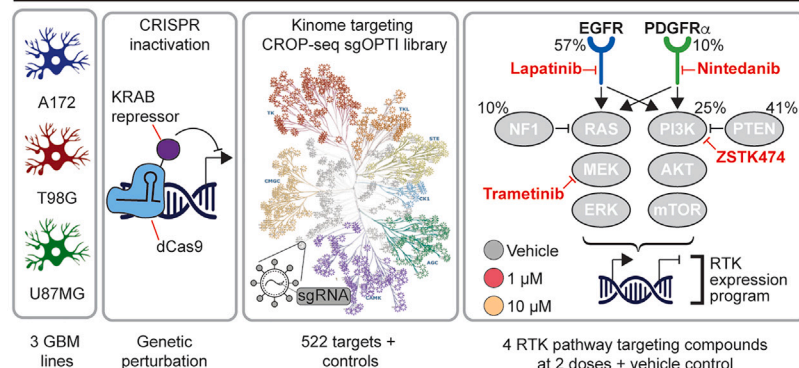 A172
T98G
U87MG
3 GBM
lines
CRISPR
inactivation
KRAB
repressor
dCas9
Genetic
perturbation
Kinome targeting
CROP-seq sgOPTI library
TK
TKL
STE
CMGC
CK1
AGC
CAMK
sgRNA
522 targets +
controls
EGFR PDGFRα
57% 10%
Lapatinib Nintedanib
10% 25% 41%
NF1 RAS PI3K PTEN
ZSTK474
MEK AKT
Trametinib
ERK mTOR
Vehicle
1 μM
10 μM
RTK
expression
program
4 RTK pathway targeting compounds
at 2 doses + vehicle control